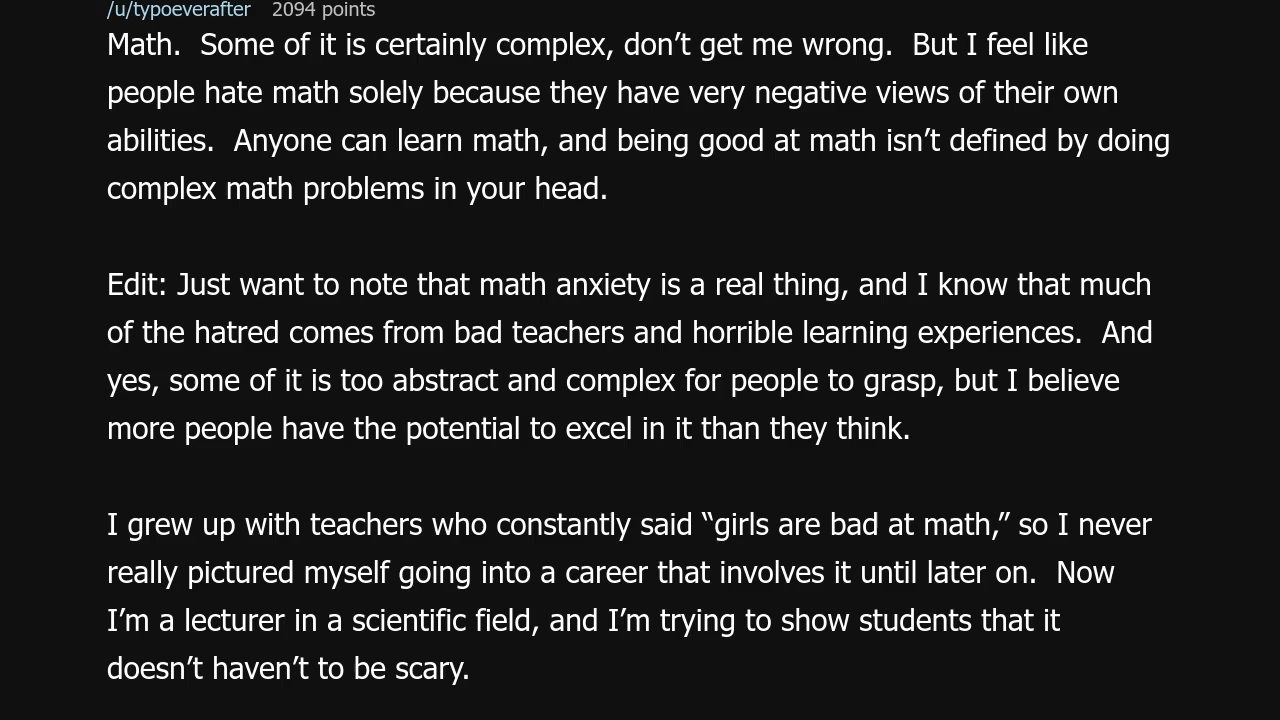 /u/typoeverafter 2094 points
Math.  Some of it is certainly complex, don’t get me wrong.  But I feel like
people hate math solely because they have very negative views of their own
abilities.  Anyone can learn math, and being good at math isn’t defined by doing
complex math problems in your head.
Edit: Just want to note that math anxiety is a real thing, and I know that much
of the hatred comes from bad teachers and horrible learning experiences.  And
yes, some of it is too abstract and complex for people to grasp, but I believe
more people have the potential to excel in it than they think.
I grew up with teachers who constantly said “girls are bad at math,” so I never
really pictured myself going into a career that involves it until later on.  Now
I’m a lecturer in a scientific field, and I’m trying to show students that it
doesn’t haven’t to be scary.